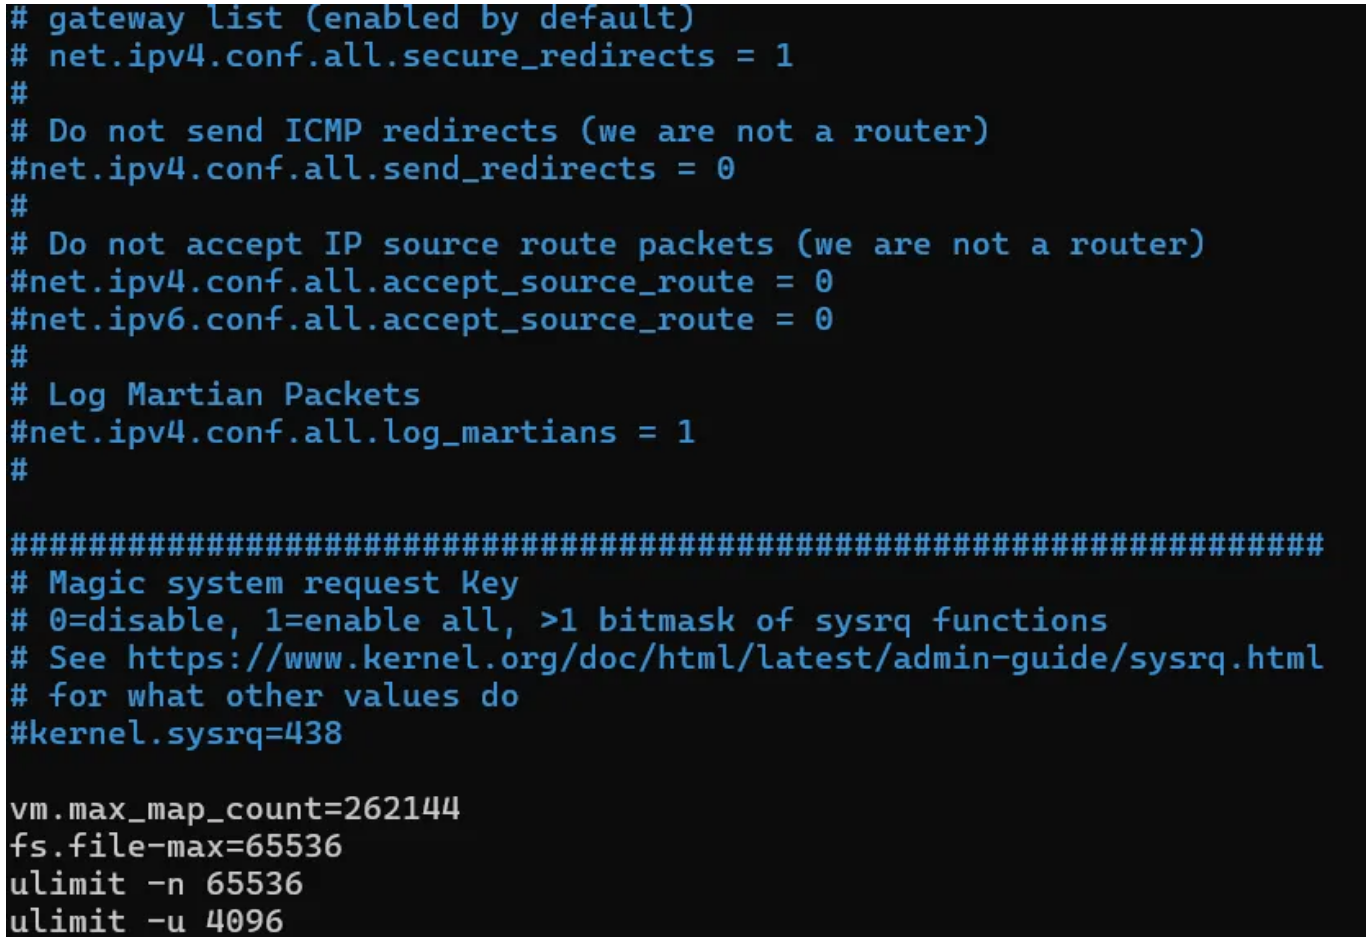 # gateway list (enabled by default)
# net.ipv4.conf.all.secure_redirects = 1
#
# Do not send ICMP redirects (we are not a router)
#net.ipv4.conf.all.send_redirects = 0
#
# Do not accept IP source route packets (we are not a router)
#net.ipv4.conf.all.accept_source_route = 0
#net.ipv6.conf.all.accept_source_route = 0
#
# Log Martian Packets
#net.ipv4.conf.all.log_martians = 1
#
###################################################################
# Magic system request Key
# 0=disable, 1=enable all, >1 bitmask of sysrq functions
# See https://www.kernel.org/doc/html/latest/admin-guide/sysrq.html
# for what other values do
#kernel.sysrq=438
vm.max_map_count=262144
fs.file-max=65536
ulimit -n 65536
ulimit -u 4096